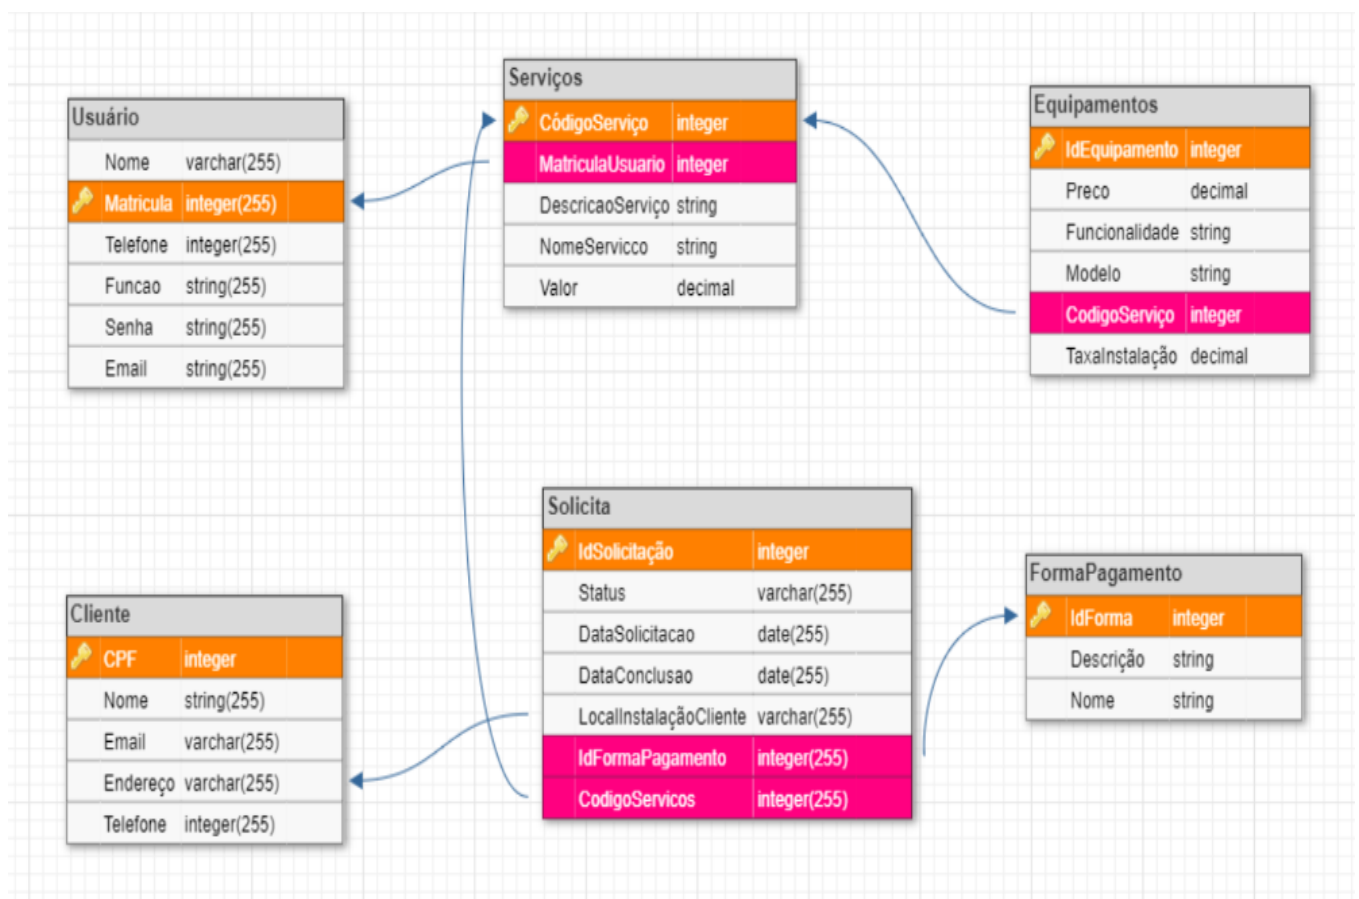 Usuário
Nome varchar(255)
Matricula integer(255)
Telefone integer(255)
Funcao string(255)
Senha string(255)
Email string(255)
Serviços
CódigoServiço integer
MatriculaUsuario integer
DescricaoServiço string
NomeServicco string
Valor decimal
Equipamentos
IdEquipamento integer
Preco decimal
Funcionalidade string
Modelo string
CodigoServiço integer
TaxaInstalação decimal
Cliente
CPF integer
Nome string(255)
Email varchar(255)
Endereço varchar(255)
Telefone integer(255)
Solicita
IdSolicitação integer
Status varchar(255)
DataSolicitacao date(255)
DataConclusao date(255)
LocalInstalaçãoCliente varchar(255)
IdFormaPagamento integer(255)
CodigoServicos integer(255)
FormaPagamento
IdForma integer
Descrição string
Nome string